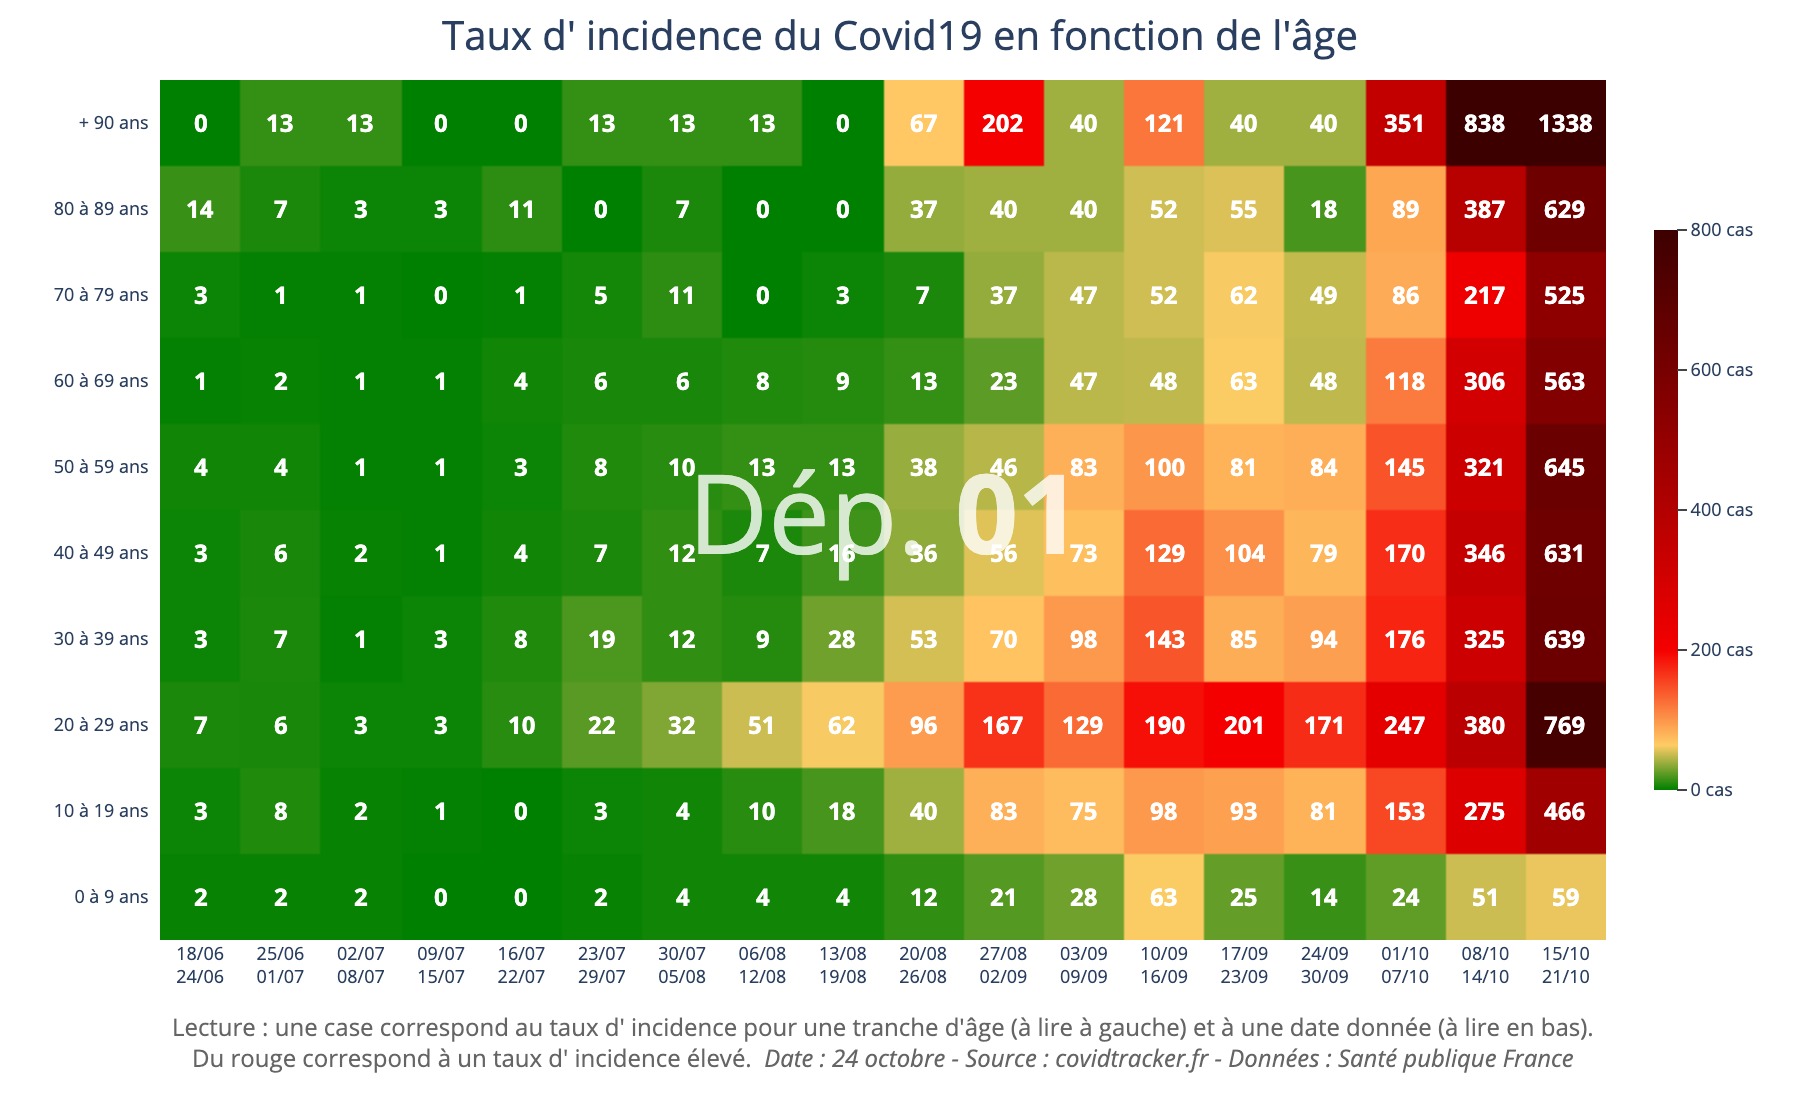 Taux d' incidence du Covid19 en fonction de l'âge
+ 90 ans 0 13 13 0 0 13 13 13 0 67 202 40 121 40 40 351 838 1338
80 à 89 ans 14 7 3 3 11 0 7 0 0 37 40 40 52 55 18 89 387 629
70 à 79 ans 3 1 1 0 1 5 11 0 3 7 37 47 52 62 49 86 217 525
60 à 69 ans 1 2 1 1 4 6 6 8 9 13 23 47 48 63 48 118 306 563
50 à 59 ans 4 4 1 1 3 8 10 13 13 38 46 83 100 81 84 145 321 645
Dép. 01
40 à 49 ans 3 6 2 1 4 7 12 7 16 36 56 73 129 104 79 170 346 631
30 à 39 ans 3 7 1 3 8 19 12 9 28 53 70 98 143 85 94 176 325 639
20 à 29 ans 7 6 3 3 10 22 32 51 62 96 167 129 190 201 171 247 380 769
10 à 19 ans 3 8 2 1 0 3 4 10 18 40 83 75 98 93 81 153 275 466
0 à 9 ans 2 2 2 0 0 2 4 4 4 12 21 28 63 25 14 24 51 59
18/06 25/06 02/07 09/07 16/07 23/07 30/07 06/08 13/08 20/08 27/08 03/09 10/09 17/09 24/09 01/10 08/10 15/10
24/06 01/07 08/07 15/07 22/07 29/07 05/08 12/08 19/08 26/08 02/09 09/09 16/09 23/09 30/09 07/10 14/10 21/10
800 cas
600 cas
400 cas
200 cas
0 cas
Lecture : une case correspond au taux d' incidence pour une tranche d'âge (à lire à gauche) et à une date donnée (à lire en bas).
Du rouge correspond à un taux d' incidence élevé. Date : 24 octobre - Source : covidtracker.fr - Données : Santé publique France